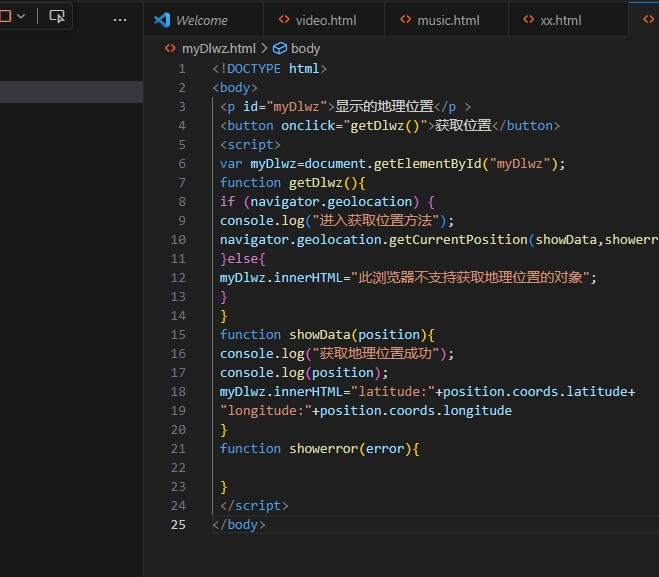 Welcome
video.html
music.html
xx.html
myDlwz.html > body
1 <!DOCTYPE html>
2 <body>
3 <p id="myDlwz">显示的地理位置</p >
4 <button onclick="getDlwz()">获取位置</button>
5 <script>
6 var myDlwz=document.getElementById("myDlwz");
7 function getDlwz(){
8 if (navigator.geolocation) {
9 console.log("进入获取位置方法");
10 navigator.geolocation.getCurrentPosition(showData,showerr
11 }else{
12 myDlwz.innerHTML="此浏览器不支持获取地理位置的对象";
13 }
14 }
15 function showData(position){
16 console.log("获取地理位置成功");
17 console.log(position);
18 myDlwz.innerHTML="latitude:"+position.coords.latitude+
19 "longitude:"+position.coords.longitude
20 }
21 function showerror(error){
22
23 }
24 </script>
25 </body>